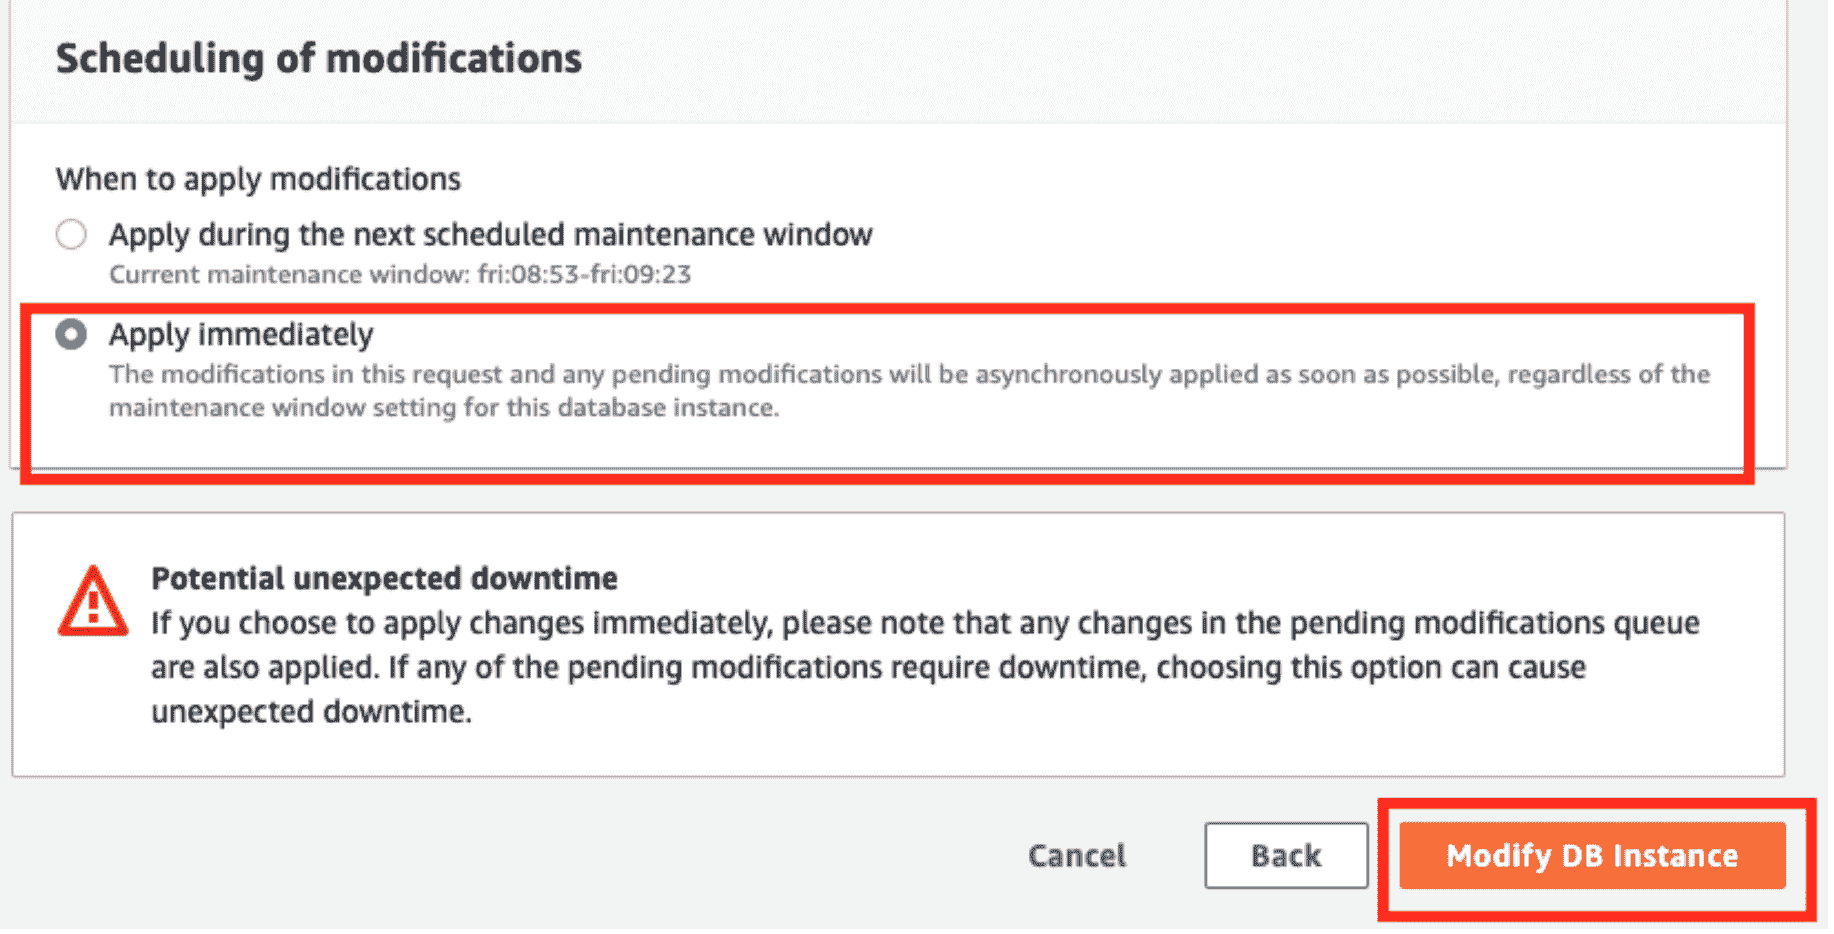 Scheduling of modifications
When to apply modifications
Apply during the next scheduled maintenance window
Current maintenance window: fri:08:53-fri:09:23
Apply immediately
The modifications in this request and any pending modifications will be asynchronously applied as soon as possible, regardless of the
maintenance window setting for this database instance.
Potential unexpected downtime
If you choose to apply changes immediately, please note that any changes in the pending modifications queue
are also applied. If any of the pending modifications require downtime, choosing this option can cause
unexpected downtime.
Cancel
Back
Modify DB Instance